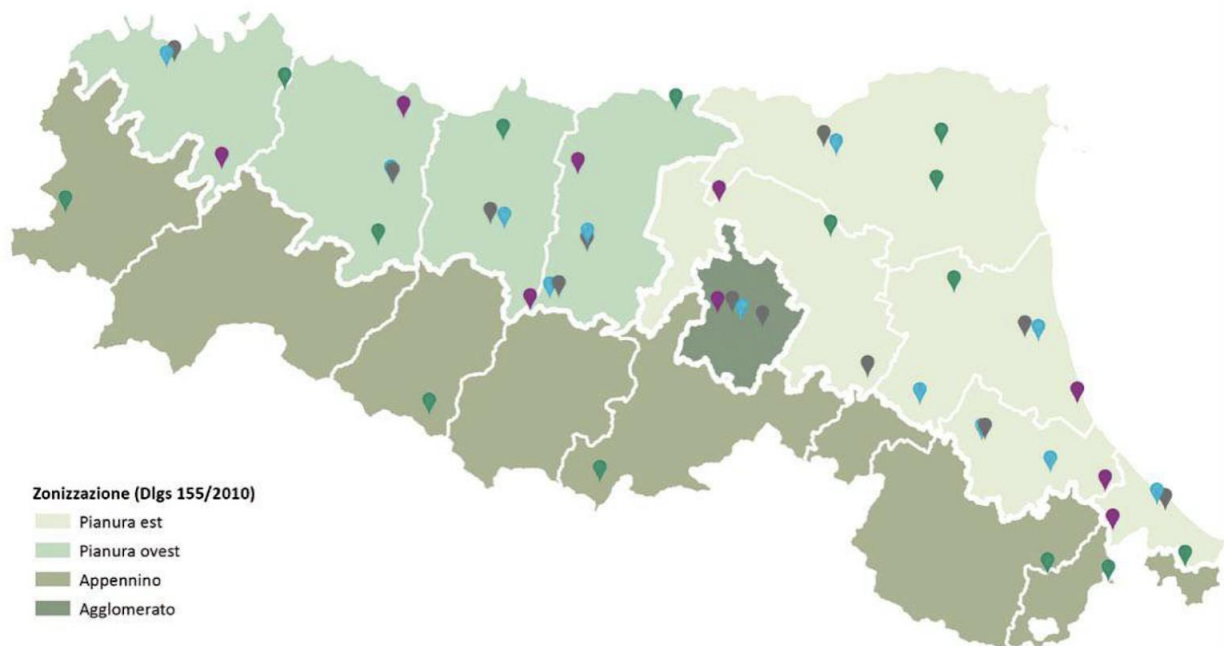 Zonizzazione (Dlgs 155/2010)
Pianura est
Pianura ovest
Appennino
Agglomerato